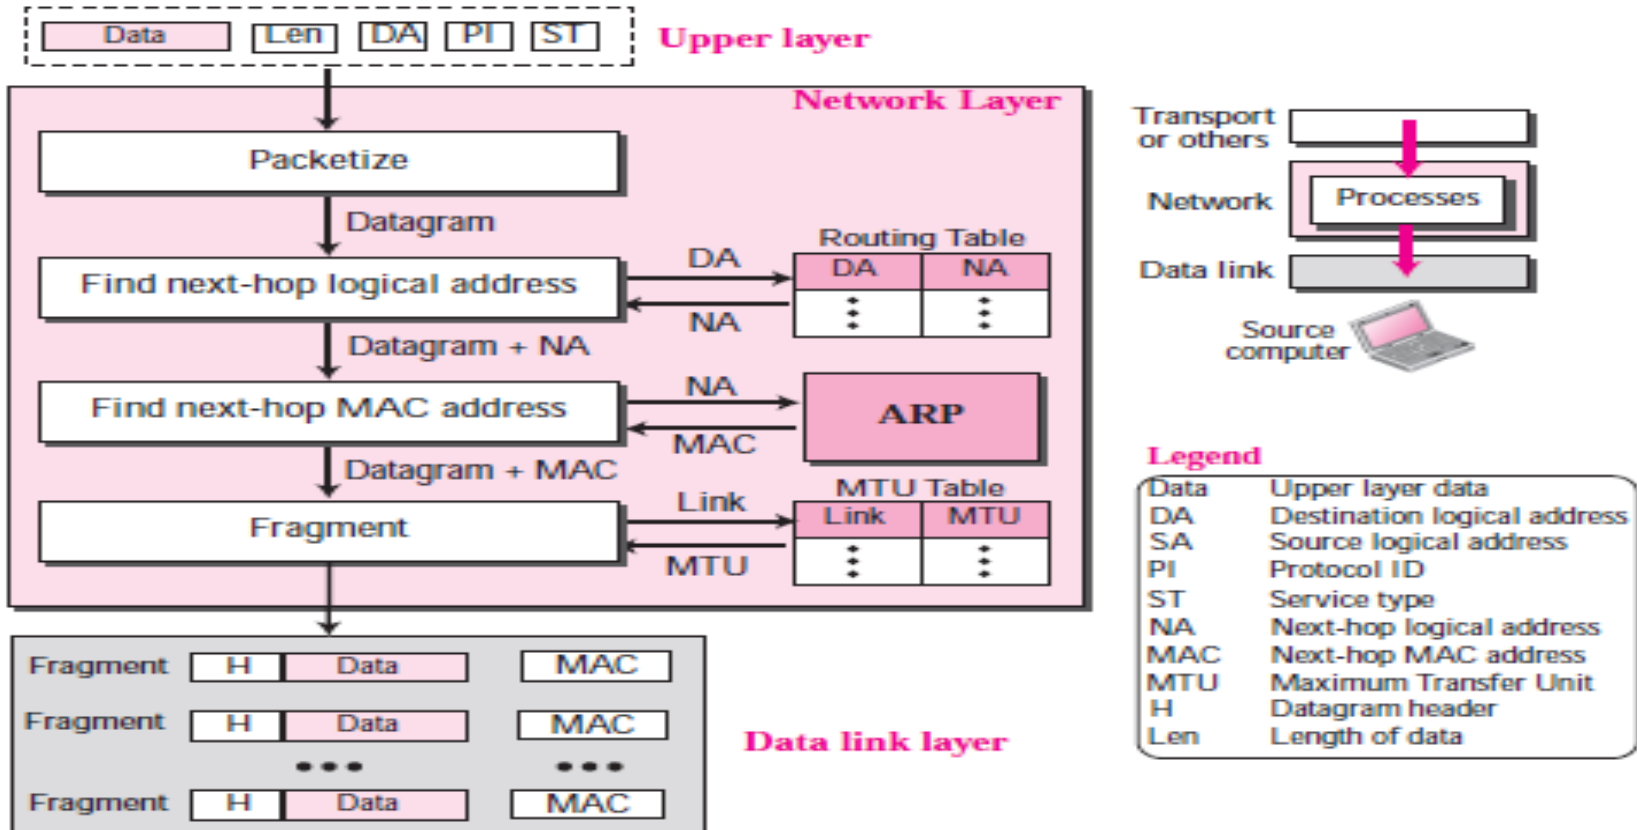 Data Len DA PI ST
Upper layer
Network Layer
Packetize
Datagram
Find next-hop logical address
DA
NA
Routing Table
DA NA
Datagram + NA
Find next-hop MAC address
NA
MAC
ARP
Datagram + MAC
Fragment
Link
MTU
MTU Table
Link MTU
Fragment H Data MAC
Fragment H Data MAC
Fragment H Data MAC
Data link layer
Transport
or others
Network
Processes
Data link
Source
computer
Legend
Data Upper layer data
DA Destination logical address
SA Source logical address
PI Protocol ID
ST Service type
NA Next-hop logical address
MAC Next-hop MAC address
MTU Maximum Transfer Unit
H Datagram header
Len Length of data